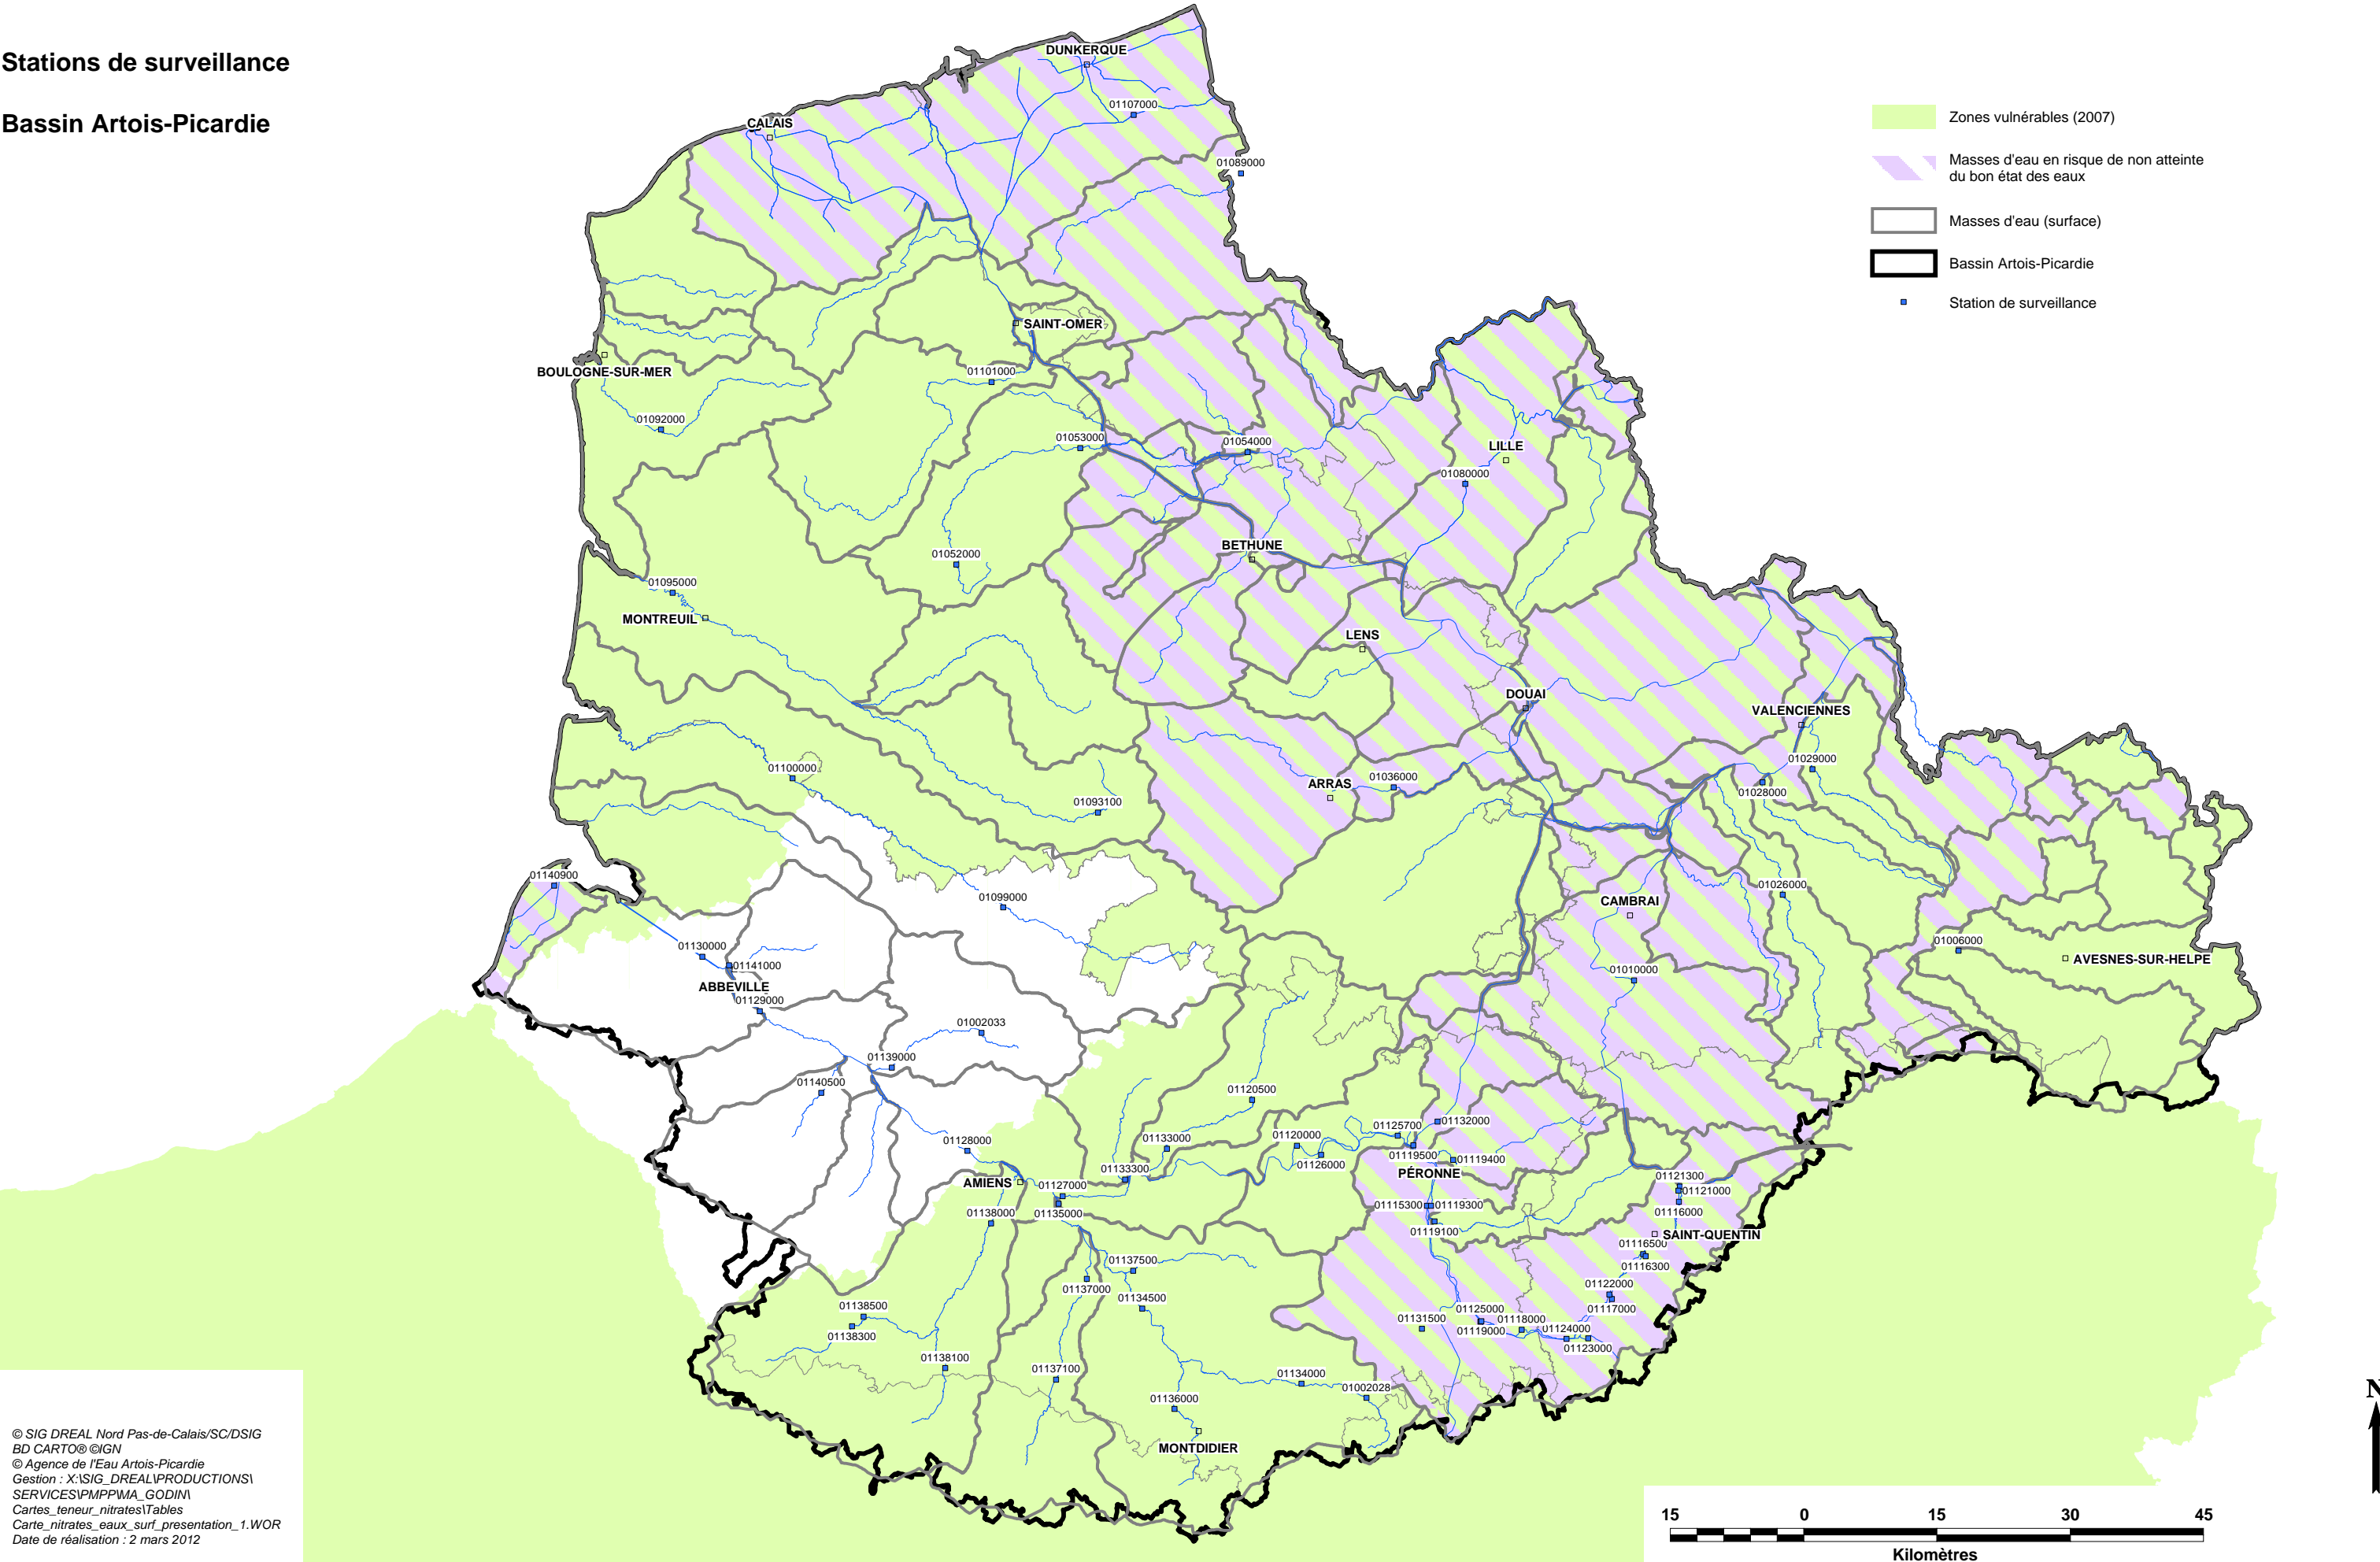 Stations de surveillance
Bassin Artois-Picardie
DUNKERQUE
01107000
CALAIS
01089000
Zones vulnérables (2007)
Masses d'eau en risque de non atteinte
du bon état des eaux
Masses d'eau (surface)
Bassin Artois-Picardie
Station de surveillance
SAINT-OMER
BOULOGNE-SUR-MER
01101000
01092000
01053000
01054000
LILLE
01080000
BETHUNE
01052000
01095000
MONTREUIL
LENS
DOUAI
VALENCIENNES
01029000
01100000
01028000
ARRAS
01036000
01093100
01140900
01026000
01099000
CAMBRAI
01130000
01006000
AVESNES-SUR-HELPE
01141000
01010000
ABBEVILLE
01129000
01002033
01139000
01140500
01120500
01128000
01133000
01120000
01125700
01132000
01126000
01119500
01119400
01133300
PÉRONNE
AMIENS
01127000
01121300
01121000
01135000
01138000
01115300
01119300
01116000
01119100
SAINT-QUENTIN
01116500
01116300
01137500
01137000
01122000
01134500
01117000
01138500
01138300
01131500
01125000
01118000
01119000
01124000
01123000
01138100
01137100
01134000
01002028
01136000
MONTDIDIER
© SIG DREAL Nord Pas-de-Calais/SC/DSIG
BD CARTO® ©IGN
© Agence de l'Eau Artois-Picardie
Gestion : X:\SIG_DREAL\PRODUCTIONS\
SERVICES\PMPP\MA_GODIN\
Cartes_teneur_nitrates\Tables
Carte_nitrates_eaux_surf_presentation_1.WOR
Date de réalisation : 2 mars 2012
N
15 0 15 30 45
Kilomètres